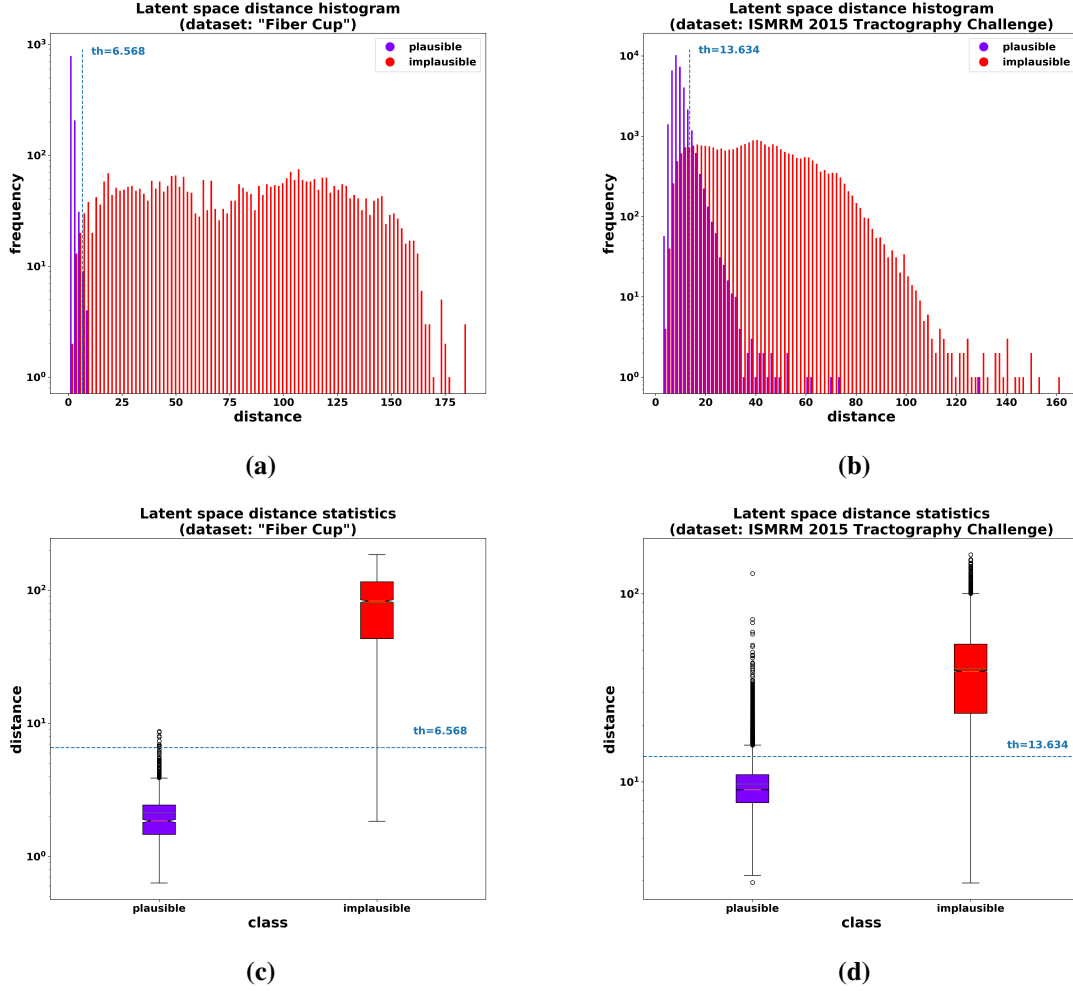 Latent space distance histogram
(dataset: "Fiber Cup")
10³
10²
10¹
10⁰
frequency
th=6.568
plausible
implausible
0 25 50 75 100 125 150 175
distance
(a)
Latent space distance histogram
(dataset: ISMRM 2015 Tractography Challenge)
10⁴
10³
10²
10¹
10⁰
frequency
th=13.634
plausible
implausible
0 20 40 60 80 100 120 140 160
distance
(b)
Latent space distance statistics
(dataset: "Fiber Cup")
10²
10¹
10⁰
distance
th=6.568
plausible implausible
class
(c)
Latent space distance statistics
(dataset: ISMRM 2015 Tractography Challenge)
10²
10¹
distance
th=13.634
plausible implausible
class
(d)